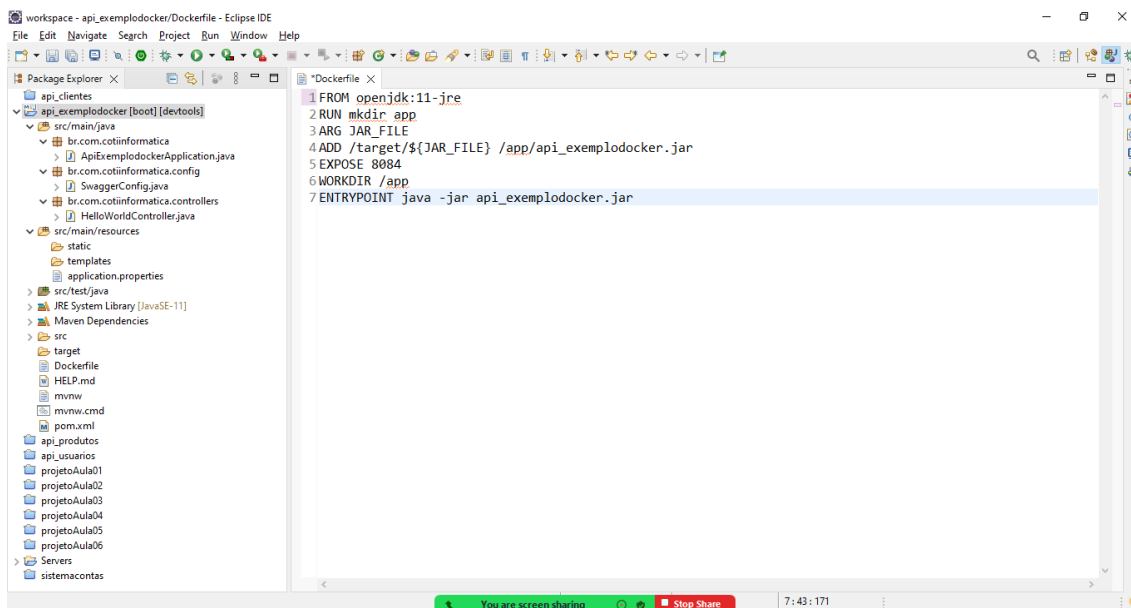 workspace - api_exemplodocker/Dockerfile - Eclipse IDE
File Edit Navigate Search Project Run Window Help
Package Explorer
*Dockerfile
api_clientes
api_exemplodocker [boot] [devtools]
src/main/java
br.com.cotiinformatica
ApiExemplodockerApplication.java
br.com.cotiinformatica.config
SwaggerConfig.java
br.com.cotiinformatica.controllers
HelloWorldController.java
src/main/resources
static
templates
application.properties
src/test/java
JRE System Library [JavaSE-11]
Maven Dependencies
src
target
Dockerfile
HELP.md
mvnw
mvnw.cmd
pom.xml
api_produtos
api_usuarios
projetoAula01
projetoAula02
projetoAula03
projetoAula04
projetoAula05
projetoAula06
Servers
sistemacontas
1 FROM openjdk:11-jre
2 RUN mkdir app
3 ARG JAR_FILE
4 ADD /target/${JAR_FILE} /app/api_exemplodocker.jar
5 EXPOSE 8084
6 WORKDIR /app
7 ENTRYPOINT java -jar api_exemplodocker.jar
You are screen sharing
Stop Share
7 : 43 : 171